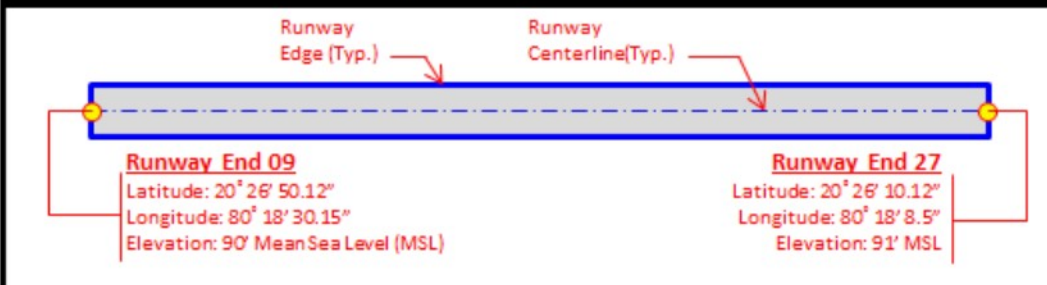 Runway
Edge (Typ.)
Runway
Centerline(Typ.)
Runway End 09
Latitude: 20° 26' 50.12"
Longitude: 80° 18' 30.15"
Elevation: 90' Mean Sea Level (MSL)
Runway End 27
Latitude: 20° 26' 10.12"
Longitude: 80° 18' 8.5"
Elevation: 91' MSL